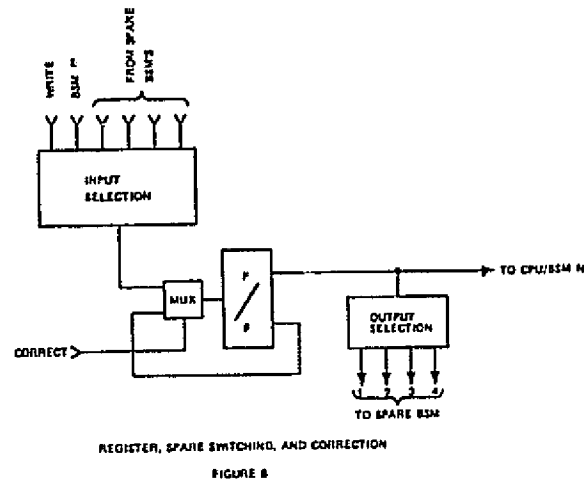 WRITE
BSM
FROM SPARE
BSM'S
INPUT
SELECTION
MUX
F
/
CORRECT
TO CPU/BSM N
OUTPUT
SELECTION
1 2 3 4
TO SPARE BSM
REGISTER, SPARE SWITCHING, AND CORRECTION
FIGURE